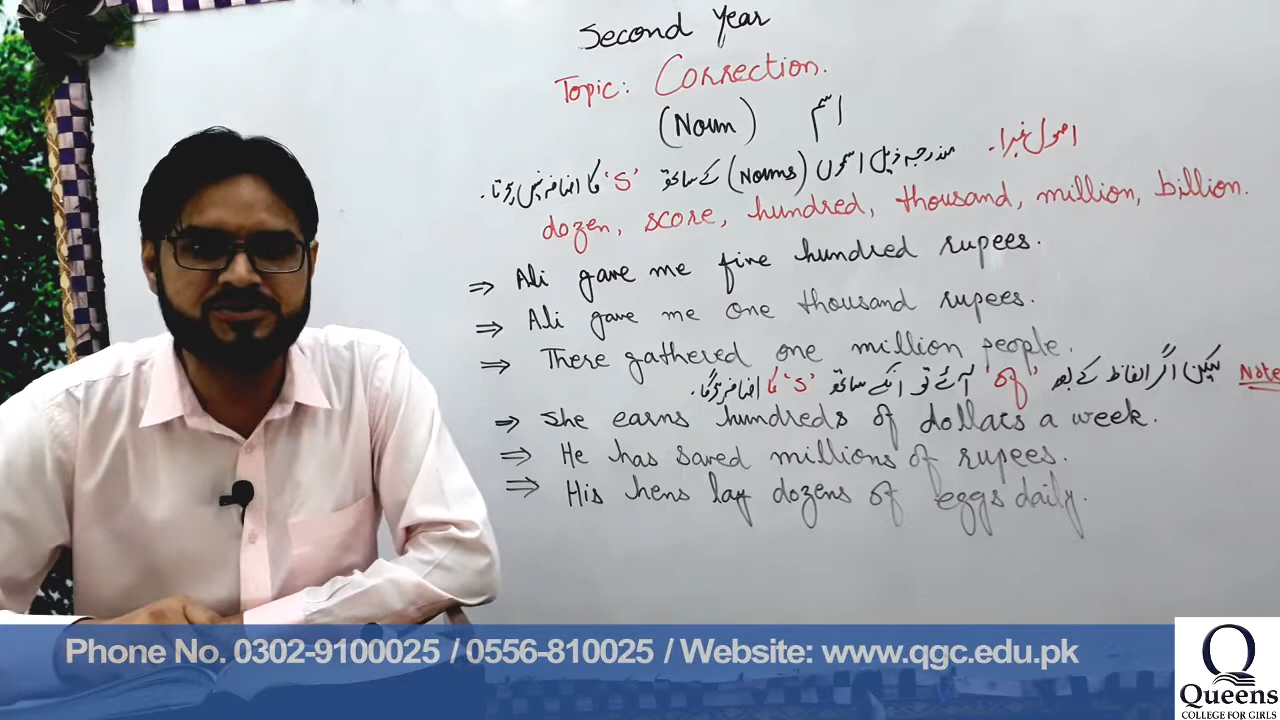 Second Year
Topic: Correction.
(Noun) اسم
اصول نمبر۱۔ مندرجہ ذیل اسموں (Nouns) کے ساتھ 'S' کا اضافہ نہیں ہوتا۔
dozen, score, hundred, thousand, million, billion.
⇒ Ali gave me five hundred rupees.
⇒ Ali gave me one thousand rupees.
⇒ There gathered one million people.
Note لیکن اگر الفاظ کے بعد 'of' آئے تو انکے ساتھ 'S' کا اضافہ ہوگا۔
⇒ She earns hundreds of dollars a week.
⇒ He has saved millions of rupees.
⇒ His hens lay dozens of eggs daily.
Phone No. 0302-9100025 / 0556-810025 / Website: www.qgc.edu.pk
Q
Queens
COLLEGE FOR GIRLS